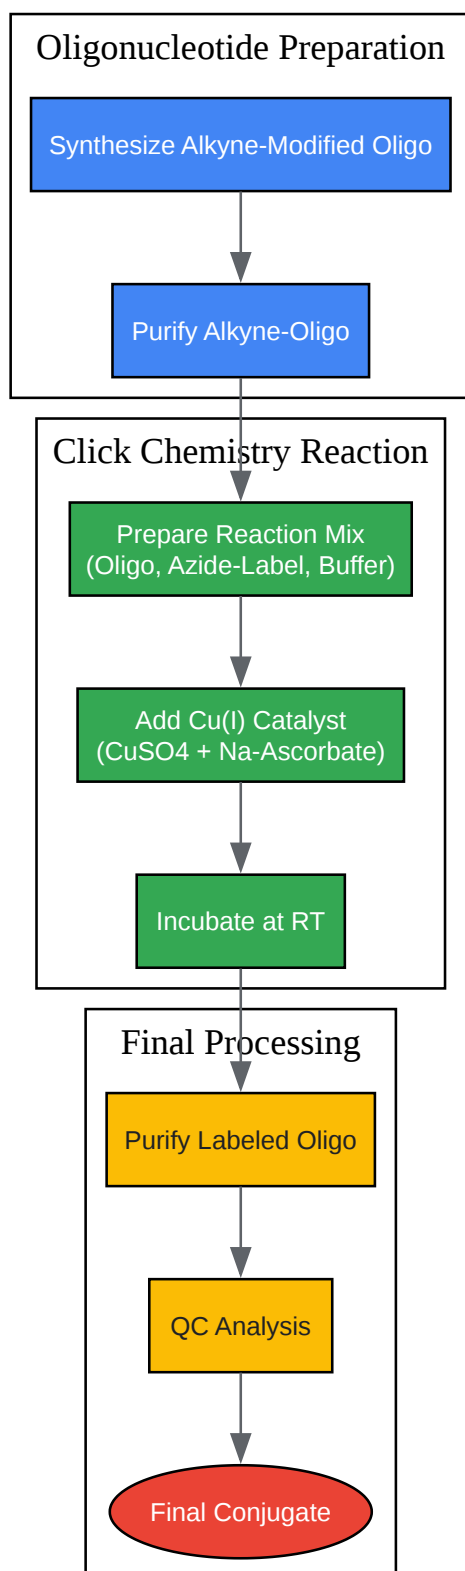 Oligonucleotide Preparation
Synthesize Alkyne-Modified Oligo
Purify Alkyne-Oligo
Click Chemistry Reaction
Prepare Reaction Mix
(Oligo, Azide-Label, Buffer)
Add Cu(I) Catalyst
(CuSO4 + Na-Ascorbate)
Incubate at RT
Final Processing
Purify Labeled Oligo
QC Analysis
Final Conjugate